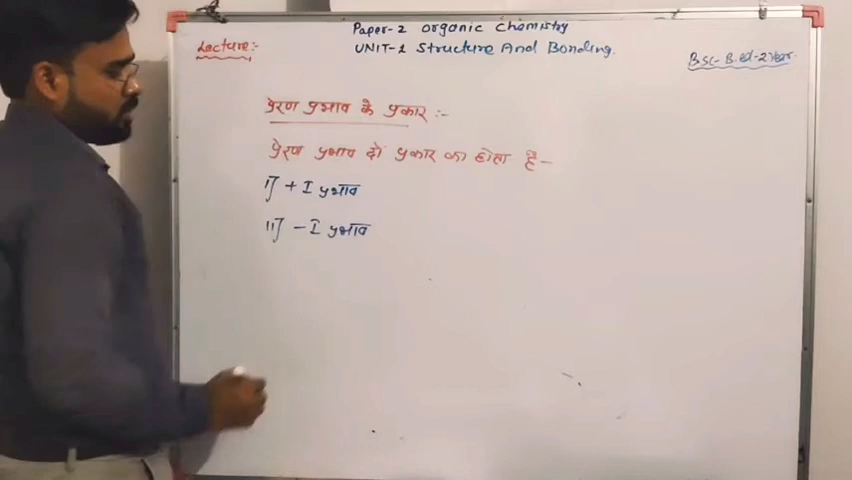 Paper-2 organic chemistry
Lecture:-
UNIT-1 Structure And Bonding.
BSc-B.ed-2Year.
प्रेरण प्रभाव के प्रकार :-
प्रेरण प्रभाव दो प्रकार का होता है-
i) + I प्रभाव
ii) - I प्रभाव